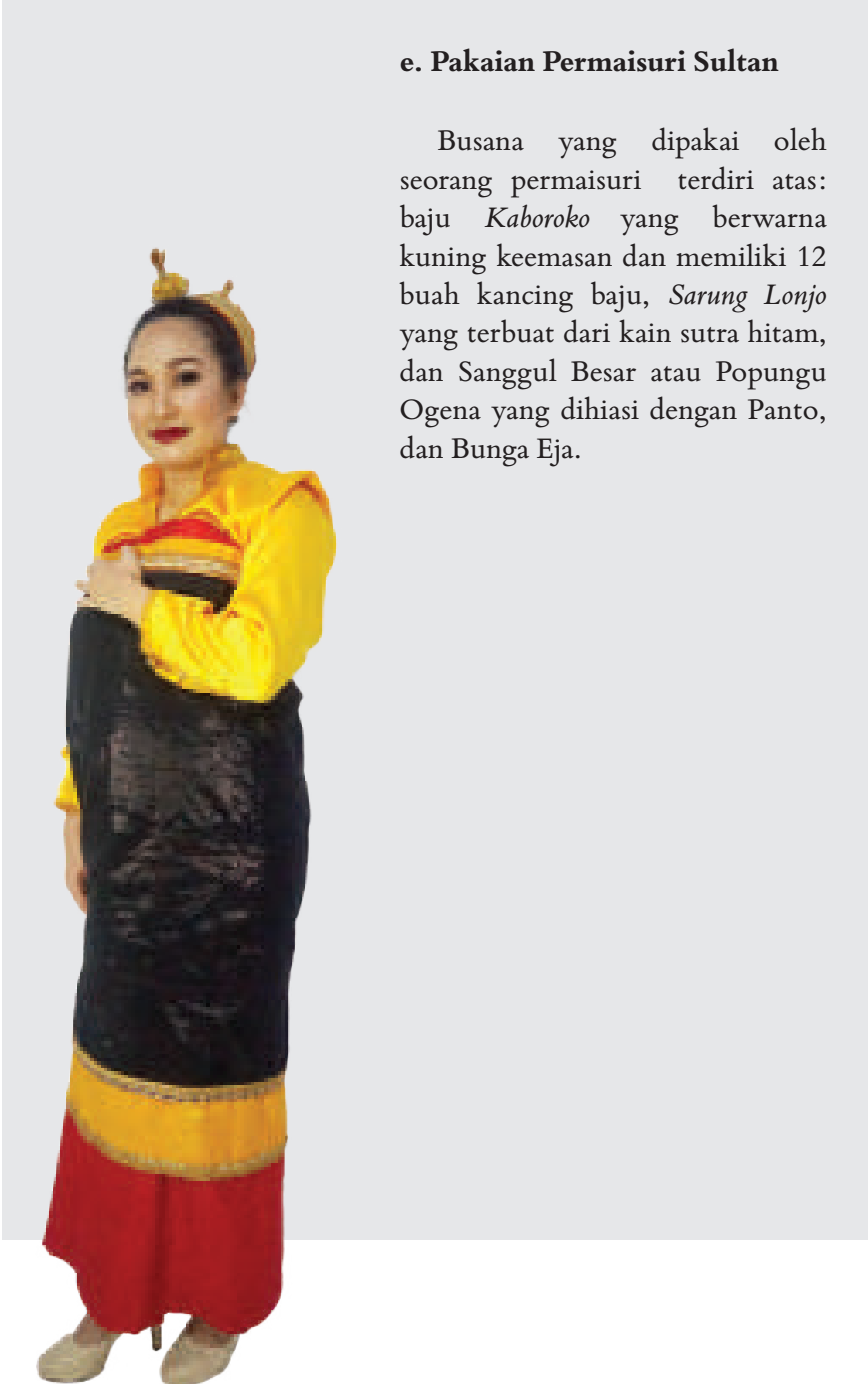 e. Pakaian Permaisuri Sultan
Busana yang dipakai oleh
seorang permaisuri terdiri atas:
baju Kaboroko yang berwarna
kuning keemasan dan memiliki 12
buah kancing baju, Sarung Lonjo
yang terbuat dari kain sutra hitam,
dan Sanggul Besar atau Popungu
Ogena yang dihiasi dengan Panto,
dan Bunga Eja.